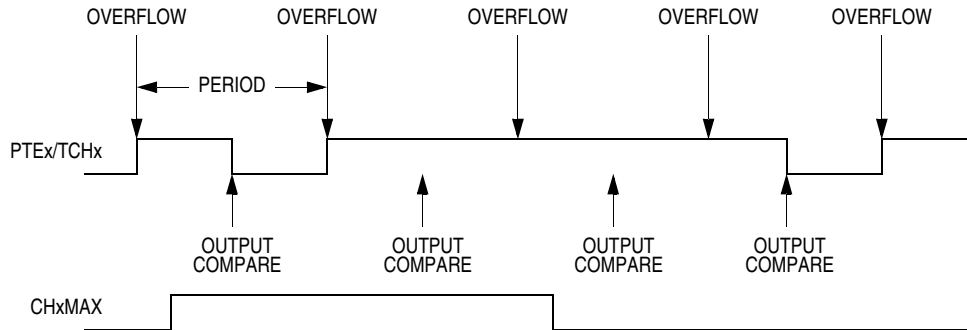 OVERFLOW OVERFLOW OVERFLOW OVERFLOW OVERFLOW
PERIOD
PTEx/TCHx
OUTPUT COMPARE
OUTPUT COMPARE
OUTPUT COMPARE
OUTPUT COMPARE
CHxMAX